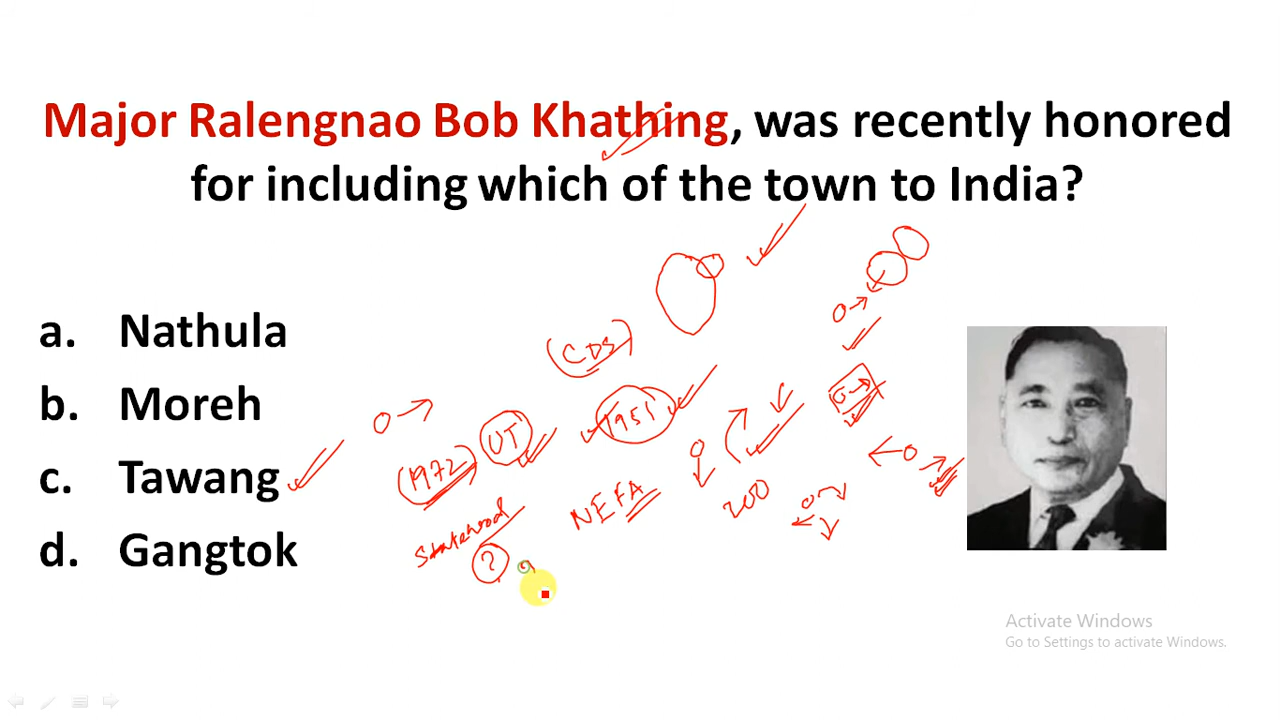 Major Ralengnao Bob Khathing, was recently honored
for including which of the town to India?
a. Nathula
b. Moreh
c. Tawang
d. Gangtok
(CDS)
1951
UT
(1972)
NEFA
200
Statehood
?
Activate Windows
Go to Settings to activate Windows.